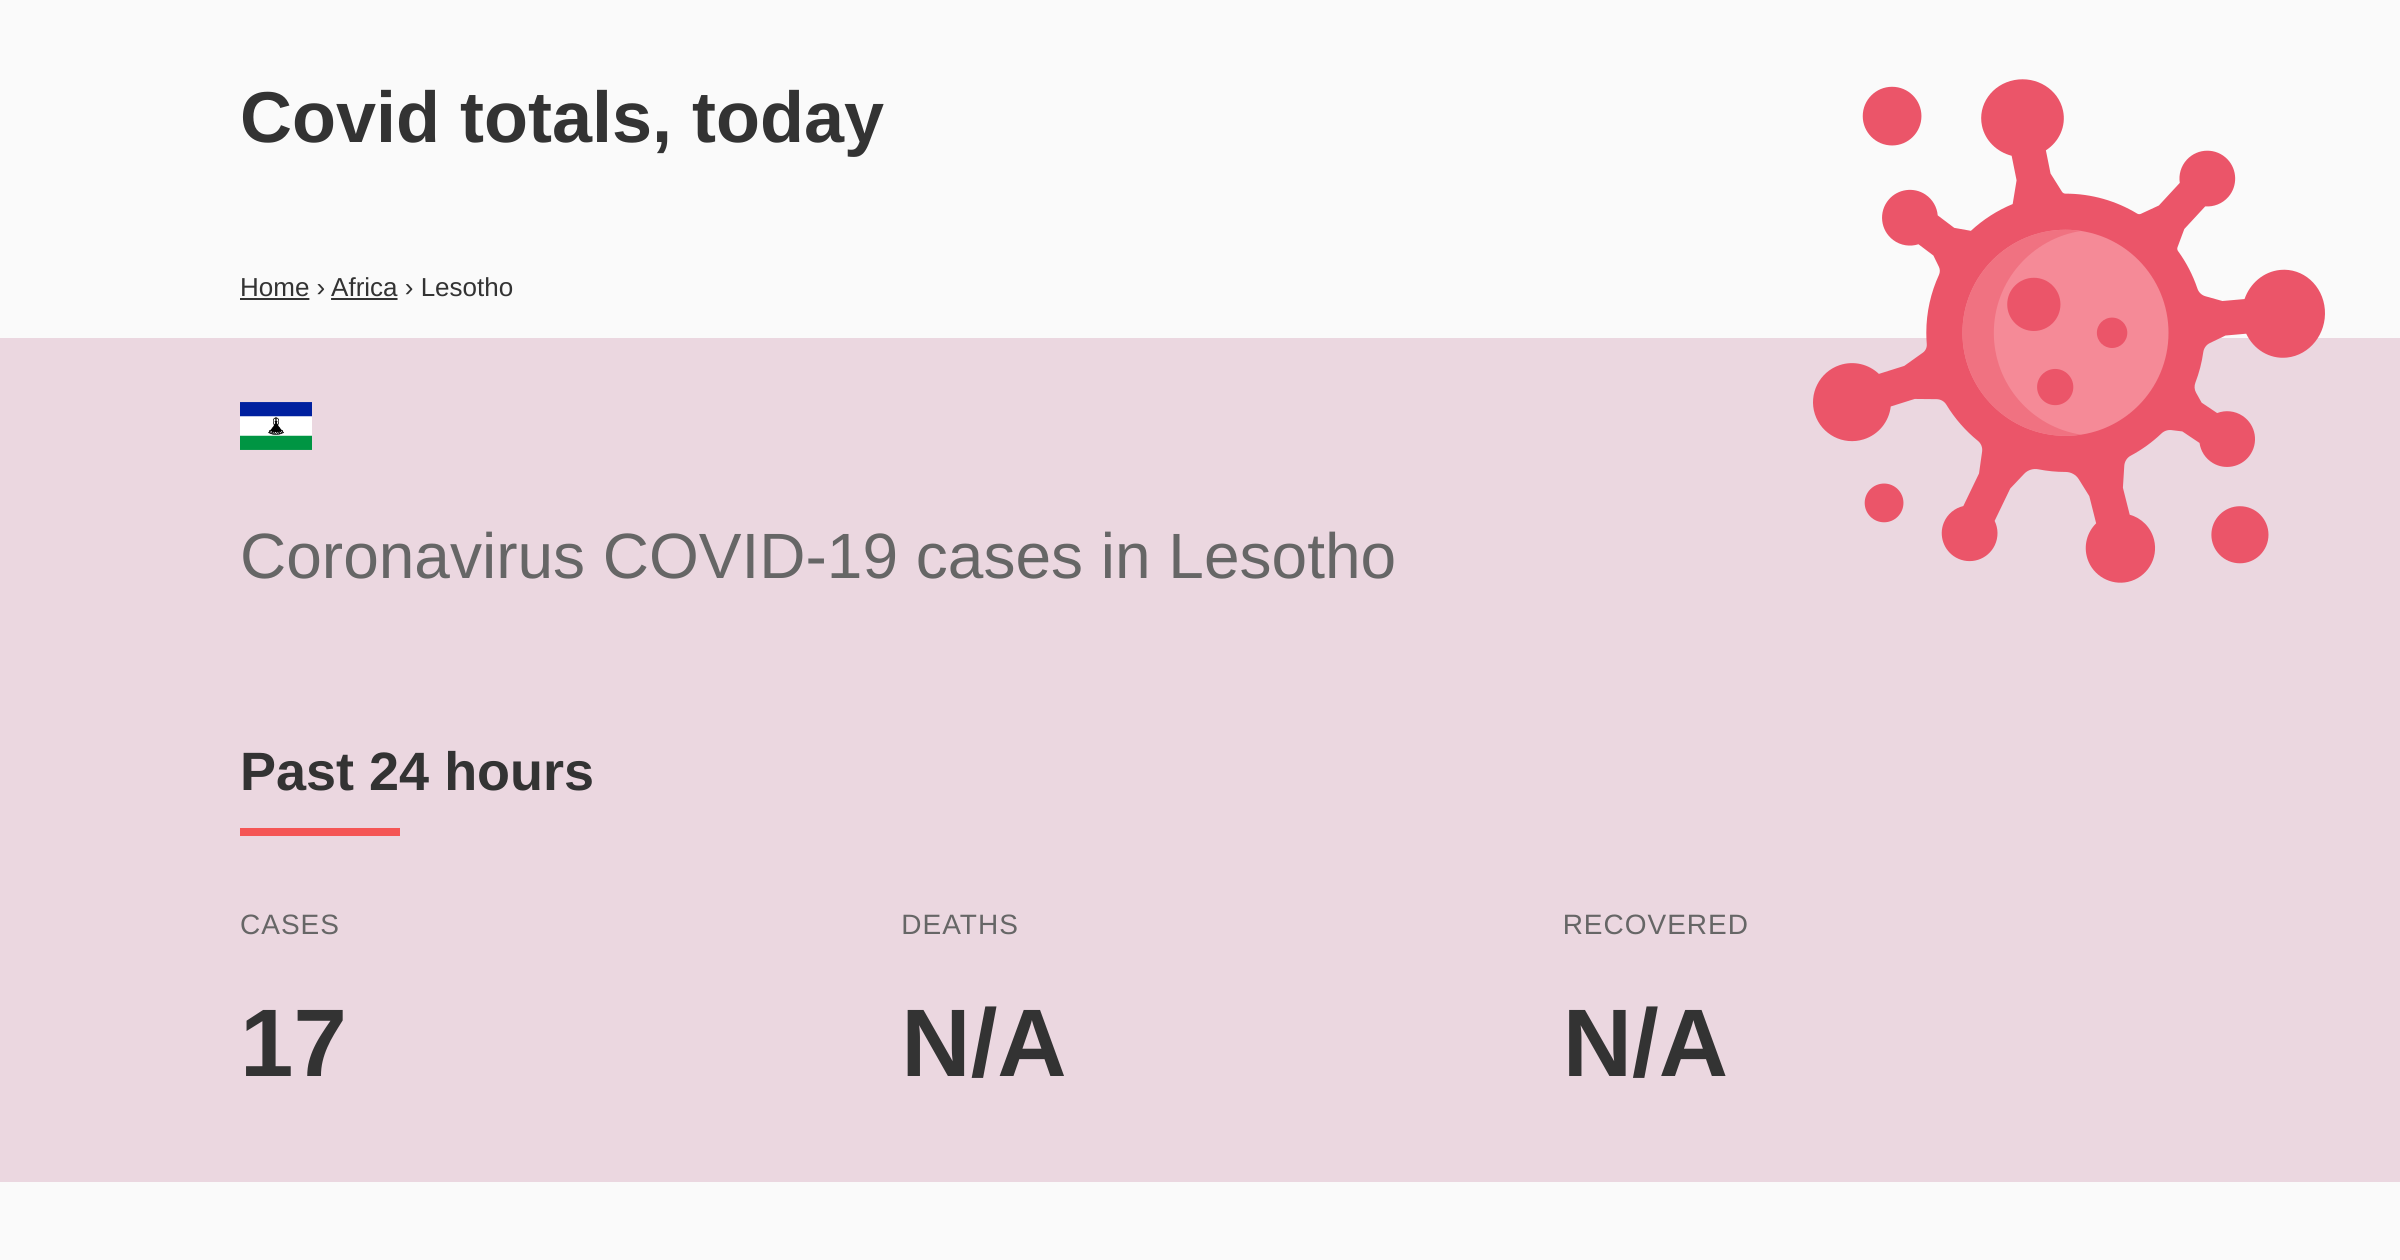 Covid totals, today
Home › Africa › Lesotho
Coronavirus COVID-19 cases in Lesotho
Past 24 hours
CASES DEATHS RECOVERED
17 N/A N/A